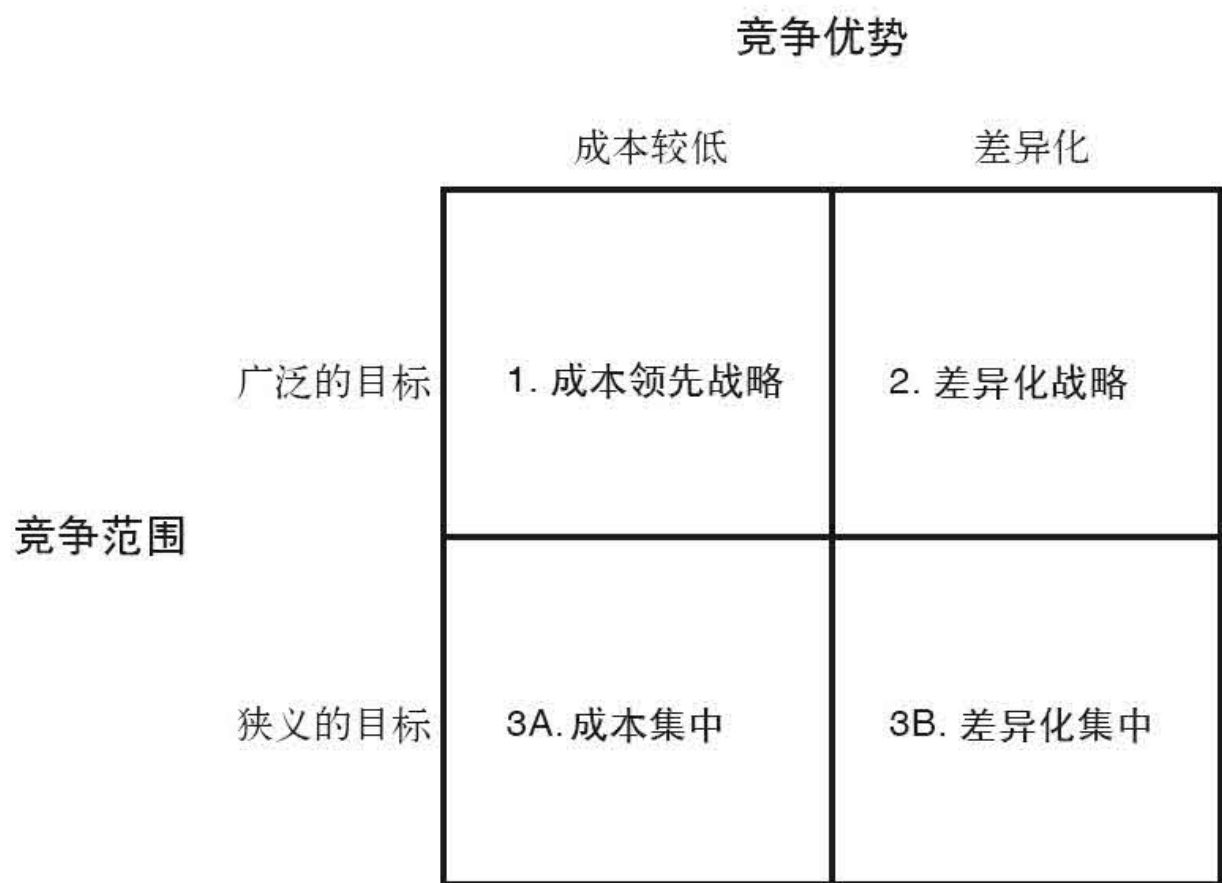 竞争优势
成本较低 差异化
广泛的目标 1. 成本领先战略 2. 差异化战略
竞争范围
狭义的目标 3A. 成本集中 3B. 差异化集中